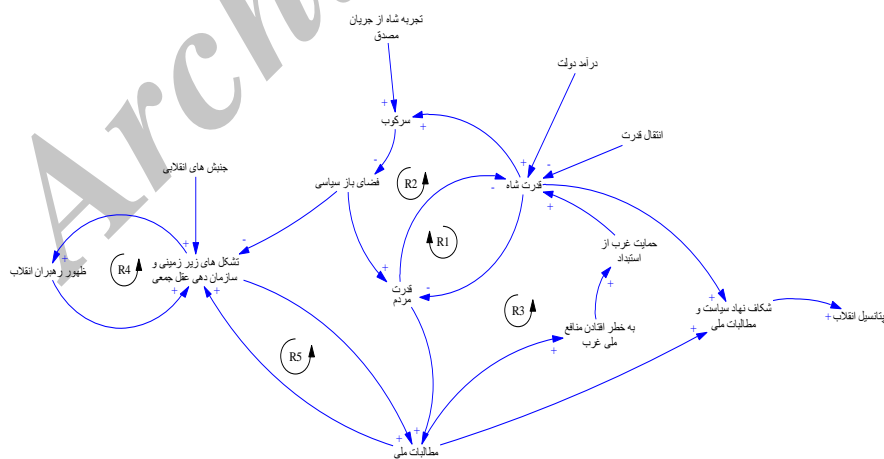 تجربه شاه از جریان
مصدق
درآمد دولت
سرکوب
انتقال قدرت
جنبش های انقلابی
فضای باز سیاسی
قدرت شاه
R2
R1
حمایت غرب از
استبداد
تشکل های زیر زمینی و
سازمان دهی عقل جمعی
ظهور رهبران انقلاب
R4
قدرت
مردم
R3
به خطر افتادن منافع
ملی غرب
شکاف نهاد سیاست و
مطالبات ملی
پتانسیل انقلاب
R5
مطالبات ملی